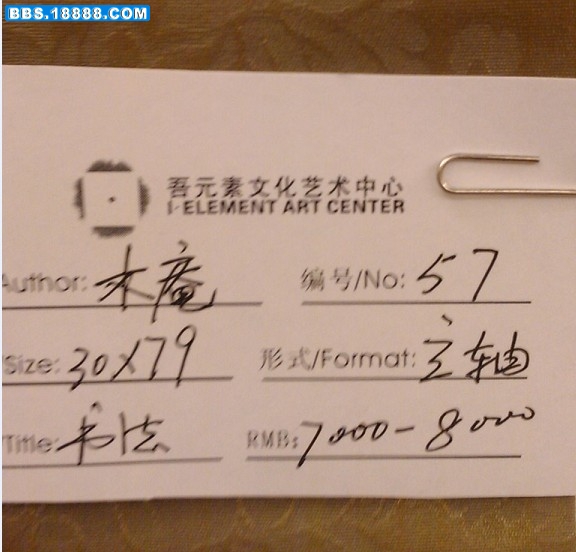 BBS.18888.COM
吾元素文化艺术中心
I-ELEMENT ART CENTER
Author: 木庵 编号/No: 57
Size: 30X79 形式/Format: 立轴
Title: 书法 RMB: 7000-8000